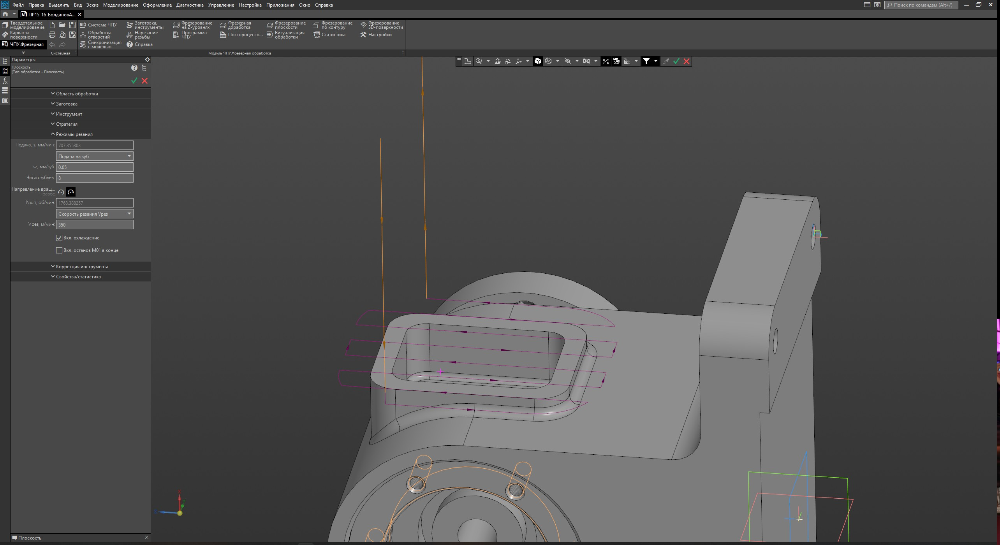 Файл Правка Выделить Вид Эскиз Моделирование Оформление Диагностика Управление Настройка Приложения Окно Справка
Поиск по командам (Alt+/)
ПР15-16_БолдиновА...
Твердотельное моделирование
Каркас и поверхности
ЧПУ.Фрезерная
Системная
Система ЧПУ
Обработка отверстий
Синхронизация с моделью
Заготовка, инструменты
Нарезание резьбы
Справка
Фрезерование на Z-уровнях
Программа ЧПУ
Фрезерная доработка
Постпроцессо...
Фрезерование плоскости
Визуализация обработки
Фрезерование по контуру
Статистика
Фрезерование 3D-поверхности
Настройки
Модуль ЧПУ.Фрезерная обработка
Параметры
Плоскость
(Тип обработки - Плоскость)
Область обработки
Заготовка
Инструмент
Стратегия
Режимы резания
Подача, s, мм/мин: 707.355303
Подача на зуб
sz, мм/зуб: 0.05
Число зубьев: 8
Направление вращ...
Правое
Nшп, об/мин: 1768.388257
Скорость резания Vрез
Vрез, м/мин: 350
Вкл. охлаждение
Вкл. останов M01 в конце
Коррекция инструмента
Свойства/статистика
X
Y
Z
Плоскость